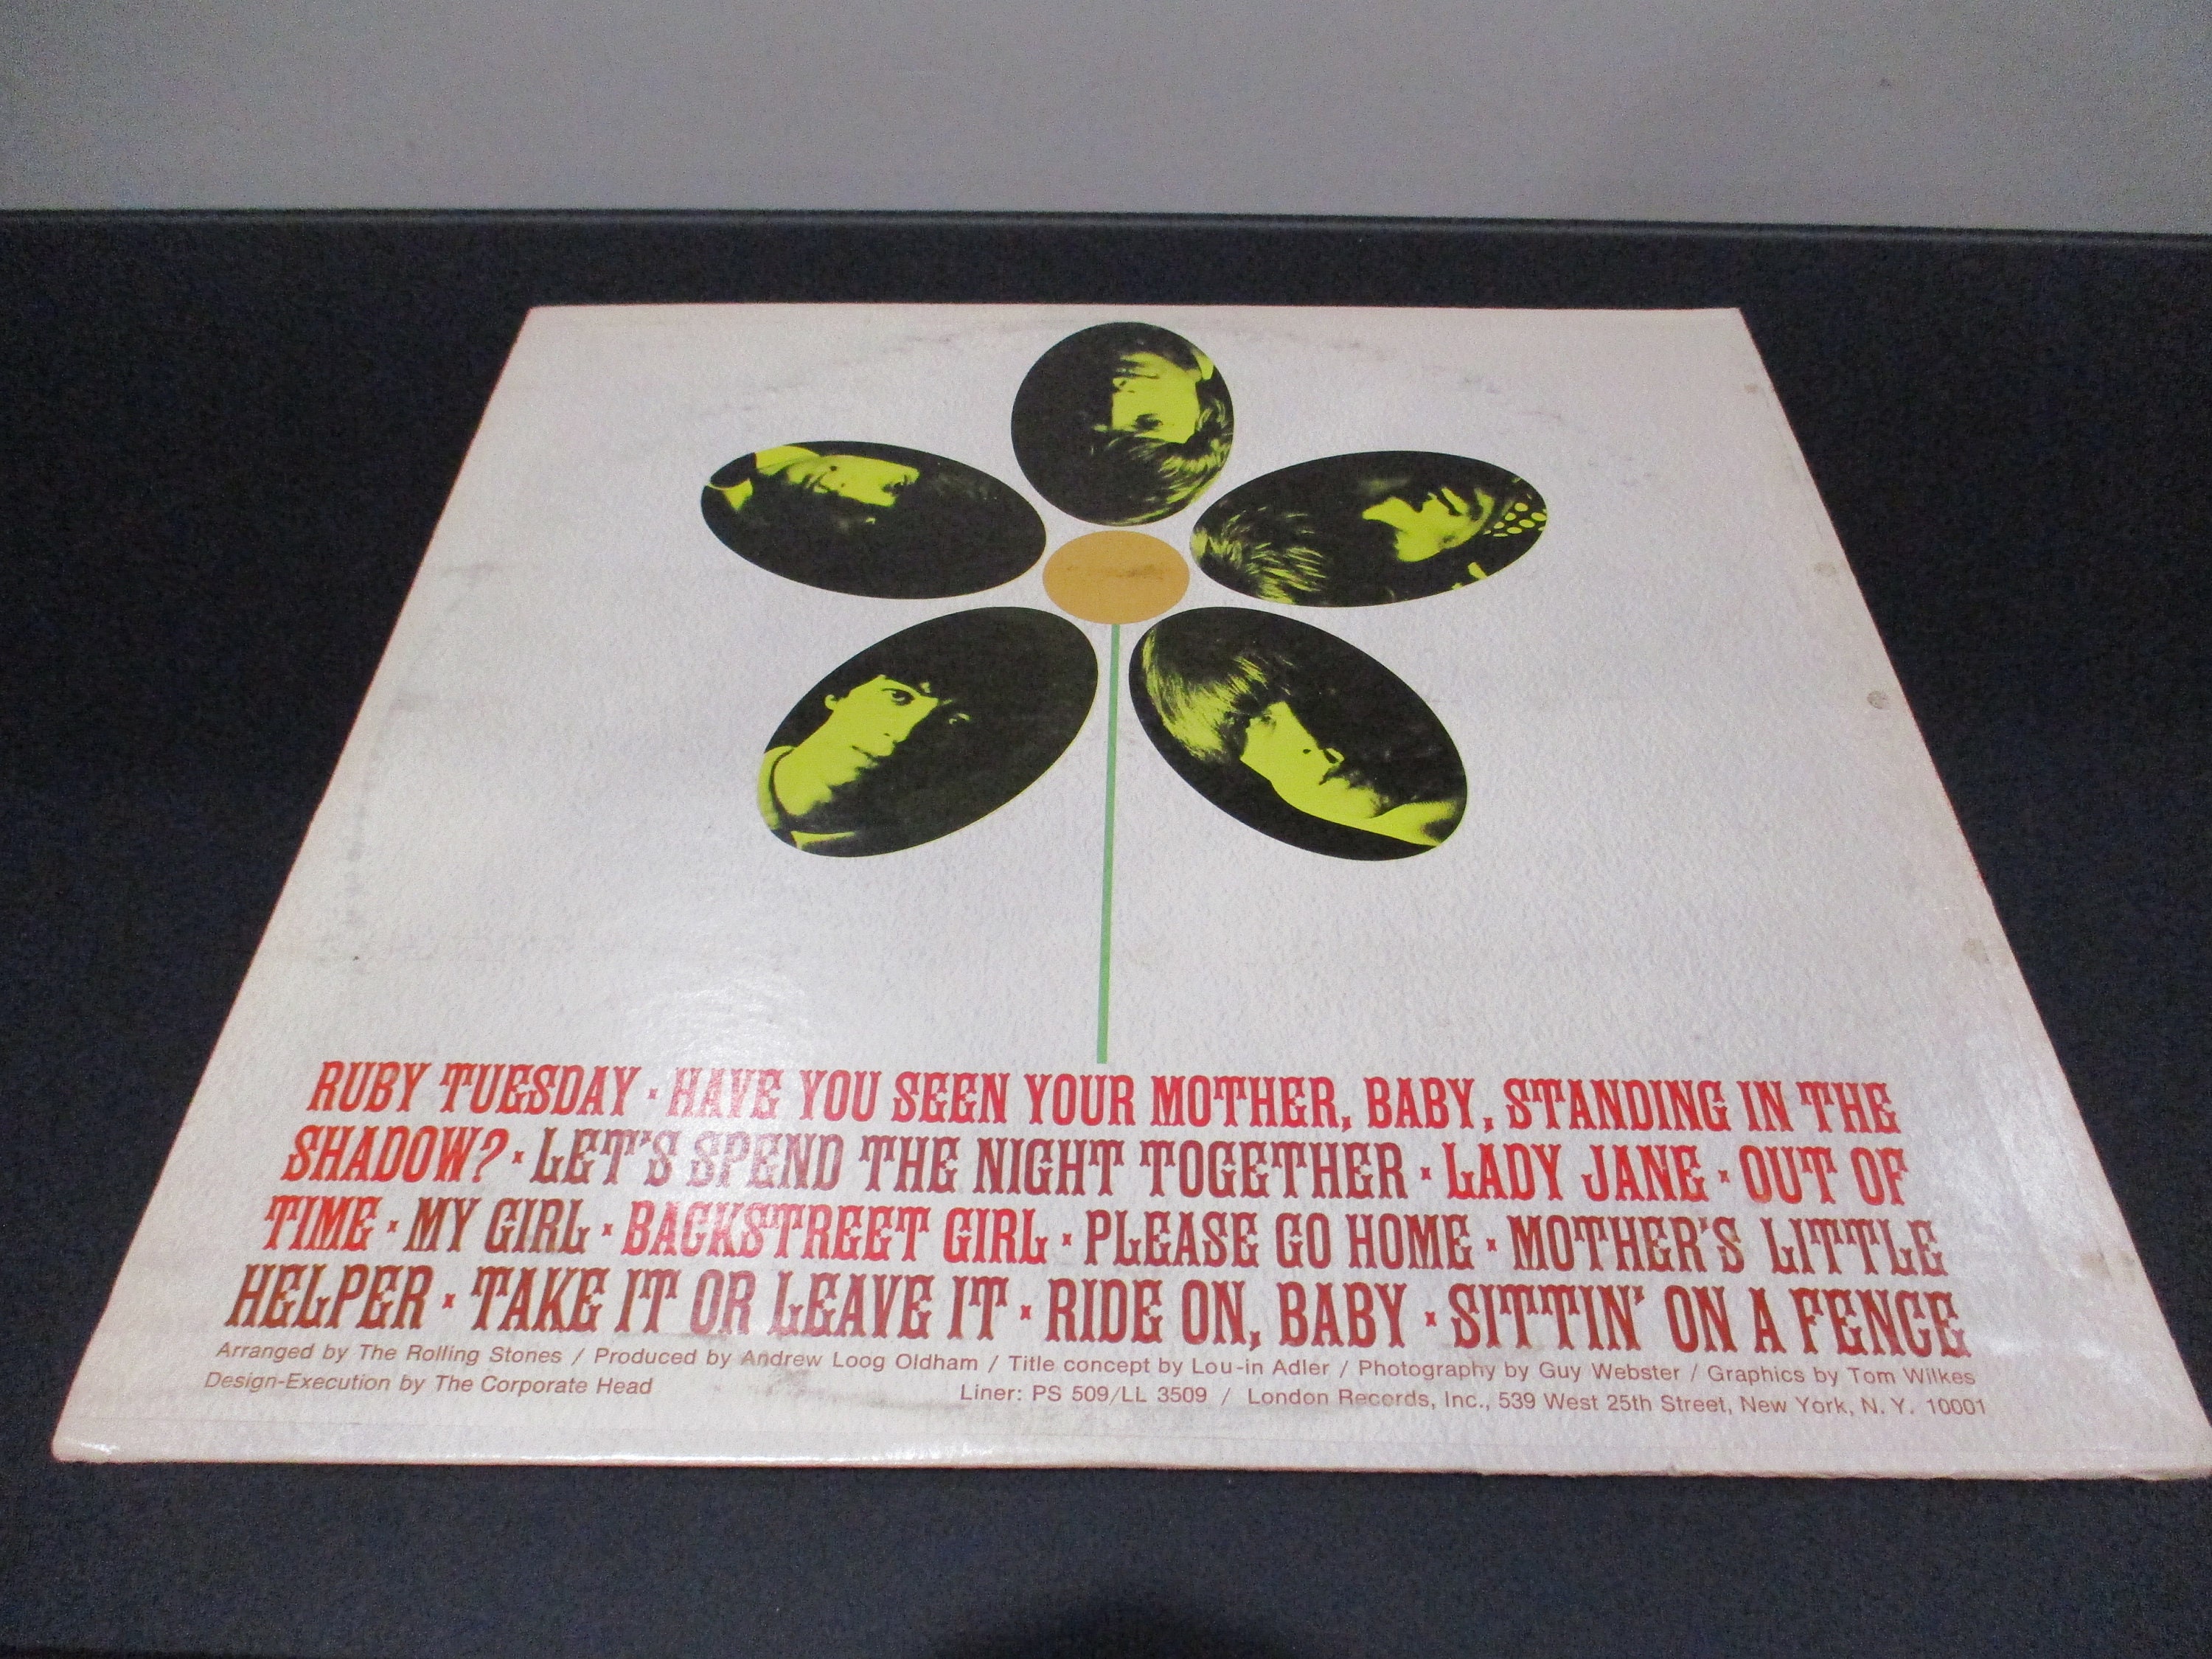 RUBY TUESDAY • HAVE YOU SEEN YOUR MOTHER, BABY, STANDING IN THE
SHADOW? • LET'S SPEND THE NIGHT TOGETHER • LADY JANE • OUT OF
TIME • MY GIRL • BACKSTREET GIRL • PLEASE GO HOME • MOTHER'S LITTLE
HELPER • TAKE IT OR LEAVE IT • RIDE ON, BABY • SITTIN' ON A FENCE
Arranged by The Rolling Stones / Produced by Andrew Loog Oldham / Title concept by Lou-in Adler / Photography by Guy Webster / Graphics by Tom Wilkes
Design-Execution by The Corporate Head Liner: PS 509/LL 3509 / London Records, Inc., 539 West 25th Street, New York, N. Y. 10001